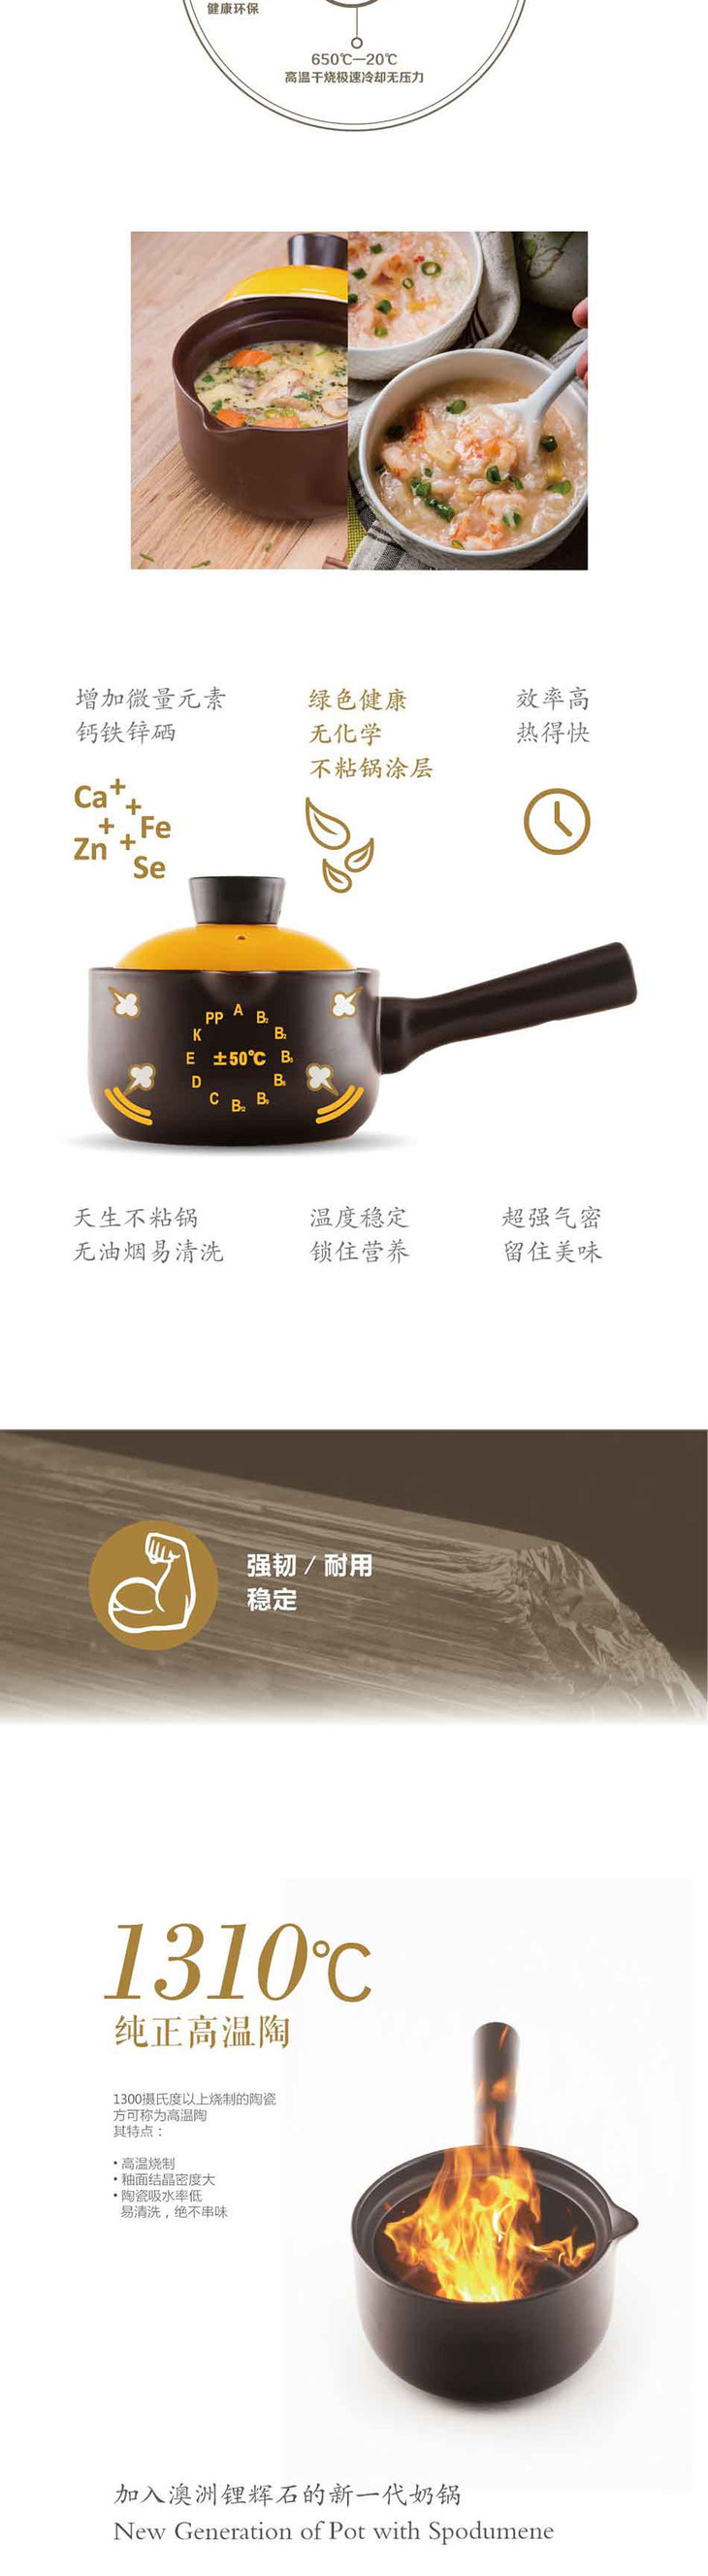 健康环保
650℃—20℃
高温干烧极速冷却无压力
增加微量元素
钙铁锌硒
绿色健康
无化学
不粘锅涂层
效率高
热得快
Ca+
+
+ Fe
Zn +
Se
A
PP B2
K B2
E ±50℃ B5
D B6
C B9
B12
天生不粘锅
无油烟易清洗
温度稳定
锁住营养
超强气密
留住美味
强韧 / 耐用
稳定
1310℃
纯正高温陶
1300摄氏度以上烧制的陶瓷
方可称为高温陶
其特点：
• 高温烧制
• 釉面结晶密度大
• 陶瓷吸水率低
易清洗，绝不串味
加入澳洲锂辉石的新一代奶锅
New Generation of Pot with Spodumene